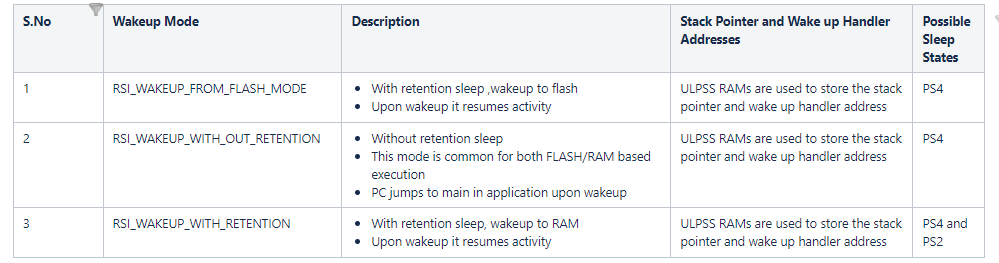 S.No
Wakeup Mode
Description
Stack Pointer and Wake up Handler
Addresses
Possible
Sleep
States
1
RSI_WAKEUP_FROM_FLASH_MODE
• With retention sleep ,wakeup to flash
• Upon wakeup it resumes activity
ULPSS RAMs are used to store the stack
pointer and wake up handler address
PS4
2
RSI_WAKEUP_WITH_OUT_RETENTION
• Without retention sleep
• This mode is common for both FLASH/RAM based
execution
• PC jumps to main in application upon wakeup
ULPSS RAMs are used to store the stack
pointer and wake up handler address
PS4
3
RSI_WAKEUP_WITH_RETENTION
• With retention sleep, wakeup to RAM
• Upon wakeup it resumes activity
ULPSS RAMs are used to store the stack
pointer and wake up handler address
PS4 and
PS2